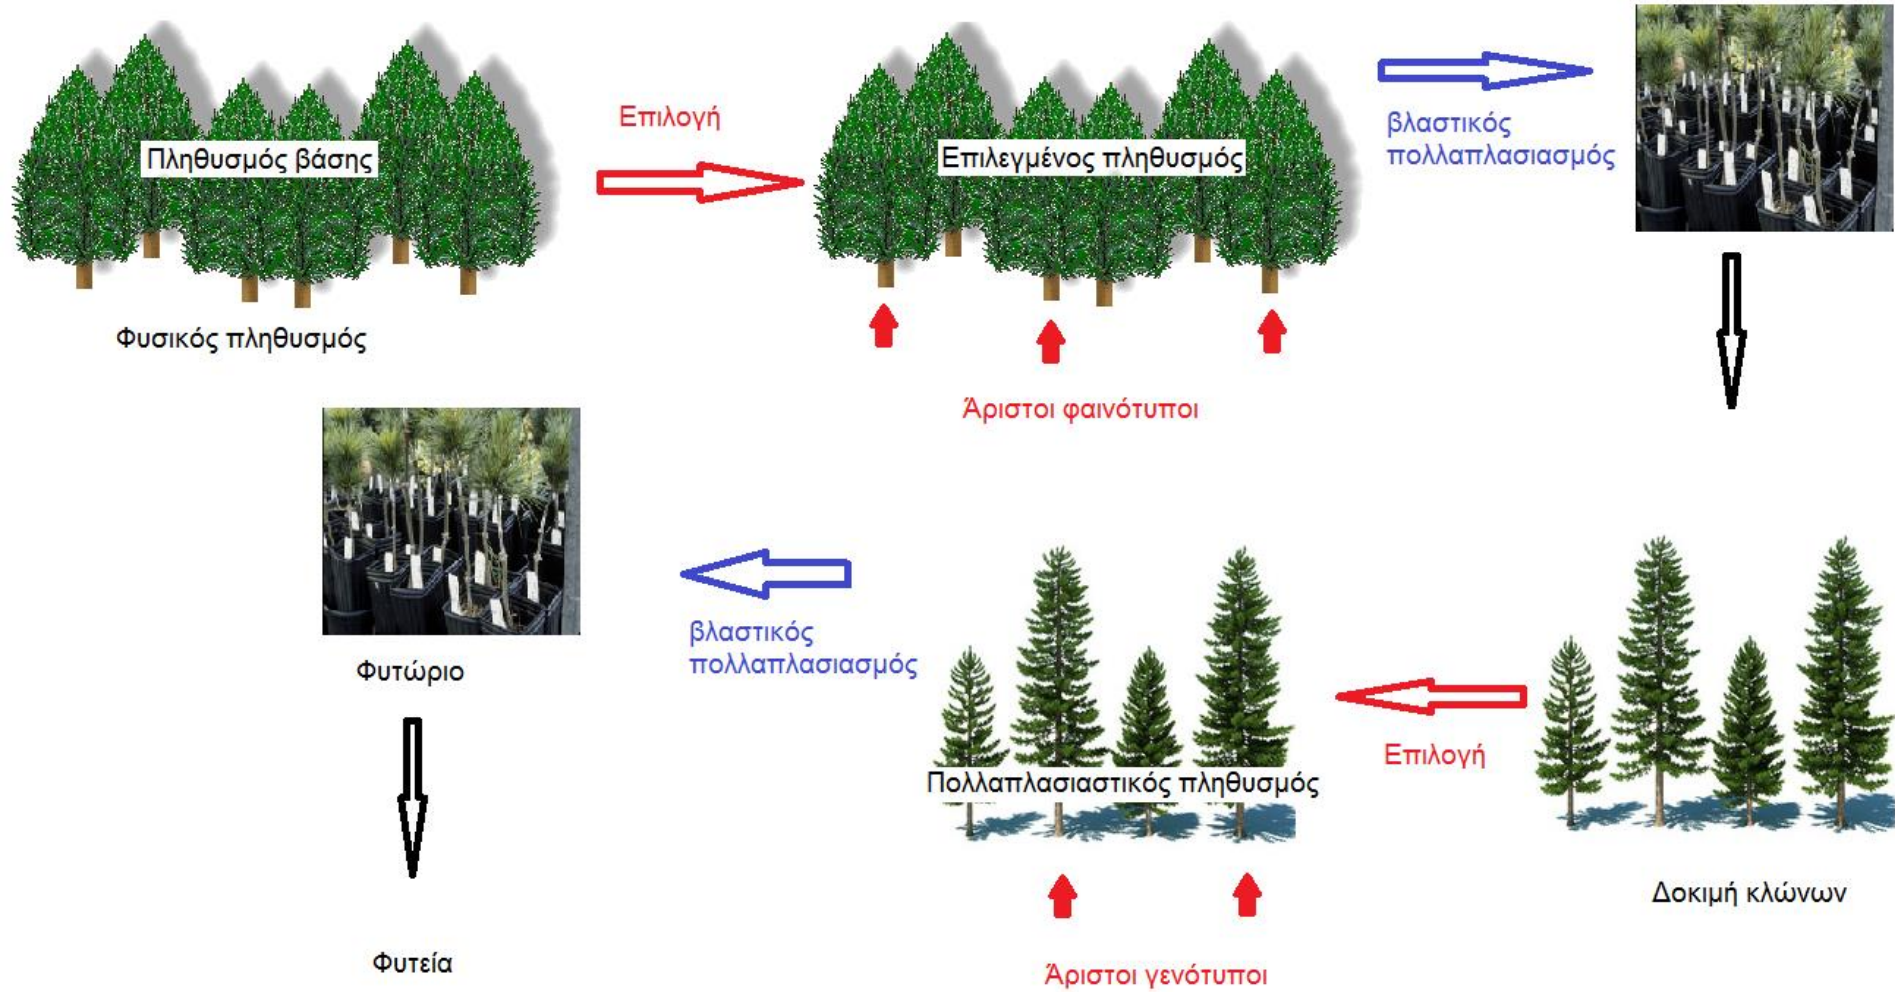 Πληθυσμός βάσης
Φυσικός πληθυσμός
Επιλογή
Επιλεγμένος πληθυσμός
Άριστοι φαινότυποι
βλαστικός
πολλαπλασιασμός
Δοκιμή κλώνων
Επιλογή
Πολλαπλασιαστικός πληθυσμός
Άριστοι γενότυποι
βλαστικός
πολλαπλασιασμός
Φυτώριο
Φυτεία